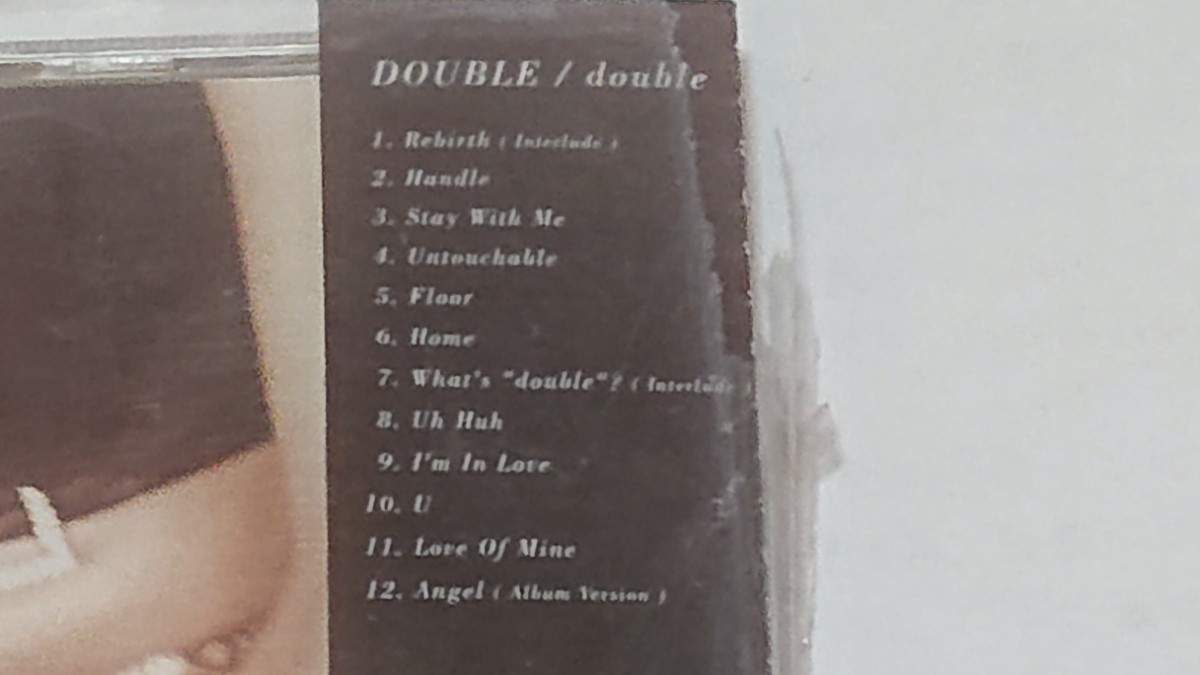 DOUBLE / double
1. Rebirth ( Interlude )
2. Handle
3. Stay With Me
4. Untouchable
5. Floor
6. Home
7. What's "double"? ( Interlude )
8. Uh Huh
9. I'm In Love
10. U
11. Love Of Mine
12. Angel ( Album Version )